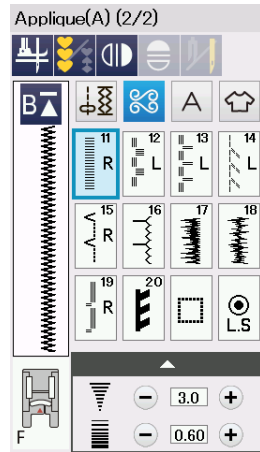 Applique(A) (2/2)
B A
11 R 12 L 13 L 14 L
15 R 16 17 18
19 R 20 L.S
F
- 3.0 +
- 0.60 +